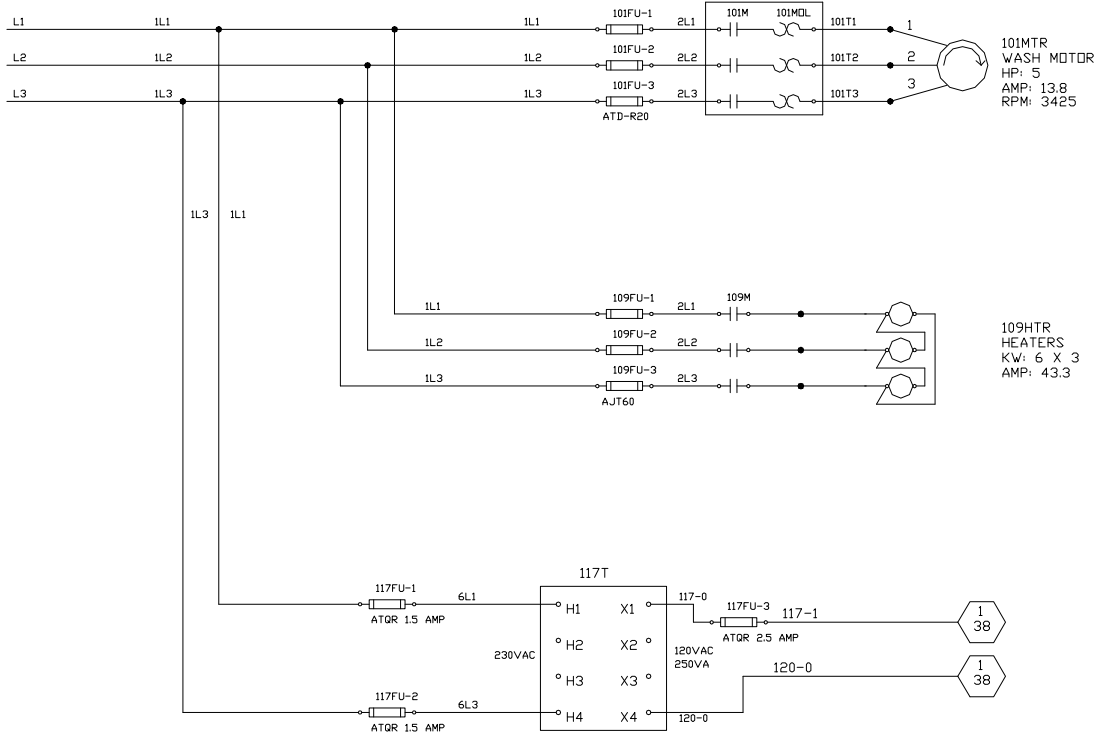 L1 1L1 1L1 101FU-1 2L1 101M 101MOL 101T1 1
L2 1L2 1L2 101FU-2 2L2 101T2 2
L3 1L3 1L3 101FU-3 2L3 101T3 3
ATD-R20
101MTR
WASH MOTOR
HP: 5
AMP: 13.8
RPM: 3425
1L3 1L1
1L1 109FU-1 2L1 109M
1L2 109FU-2 2L2
1L3 109FU-3 2L3
AJT60
109HTR
HEATERS
KW: 6 X 3
AMP: 43.3
117T
117FU-1 6L1 H1 X1 117-0 117FU-3 117-1 1
38
ATQR 1.5 AMP
ATQR 2.5 AMP
230VAC H2 X2 120VAC
250VA
H3 X3 120-0 1
38
117FU-2 6L3 H4 X4 120-0
ATQR 1.5 AMP